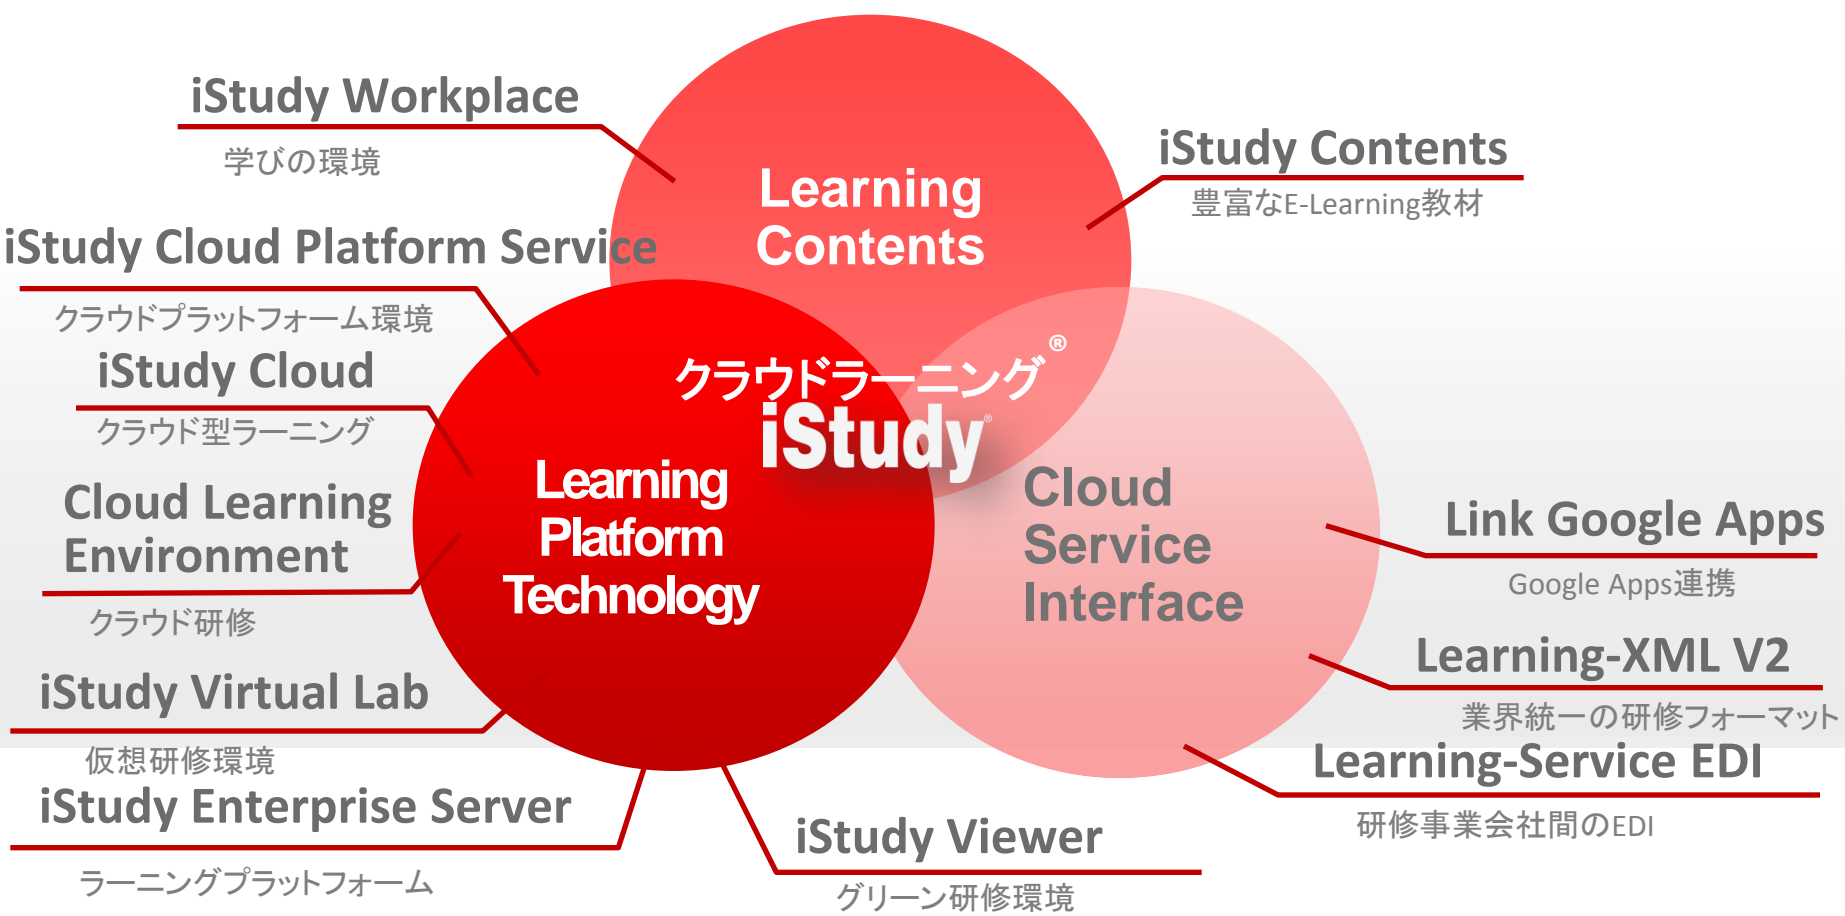 iStudy Workplace
学びの環境
iStudy Contents
豊富なE-Learning教材
Learning
Contents
iStudy Cloud Platform Service
クラウドプラットフォーム環境
iStudy Cloud
クラウド型ラーニング
クラウドラーニング®
iStudy®
Cloud Learning
Environment
クラウド研修
Learning
Platform
Technology
Cloud
Service
Interface
Link Google Apps
Google Apps連携
Learning-XML V2
業界統一の研修フォーマット
iStudy Virtual Lab
仮想研修環境
Learning-Service EDI
研修事業会社間のEDI
iStudy Enterprise Server
ラーニングプラットフォーム
iStudy Viewer
グリーン研修環境